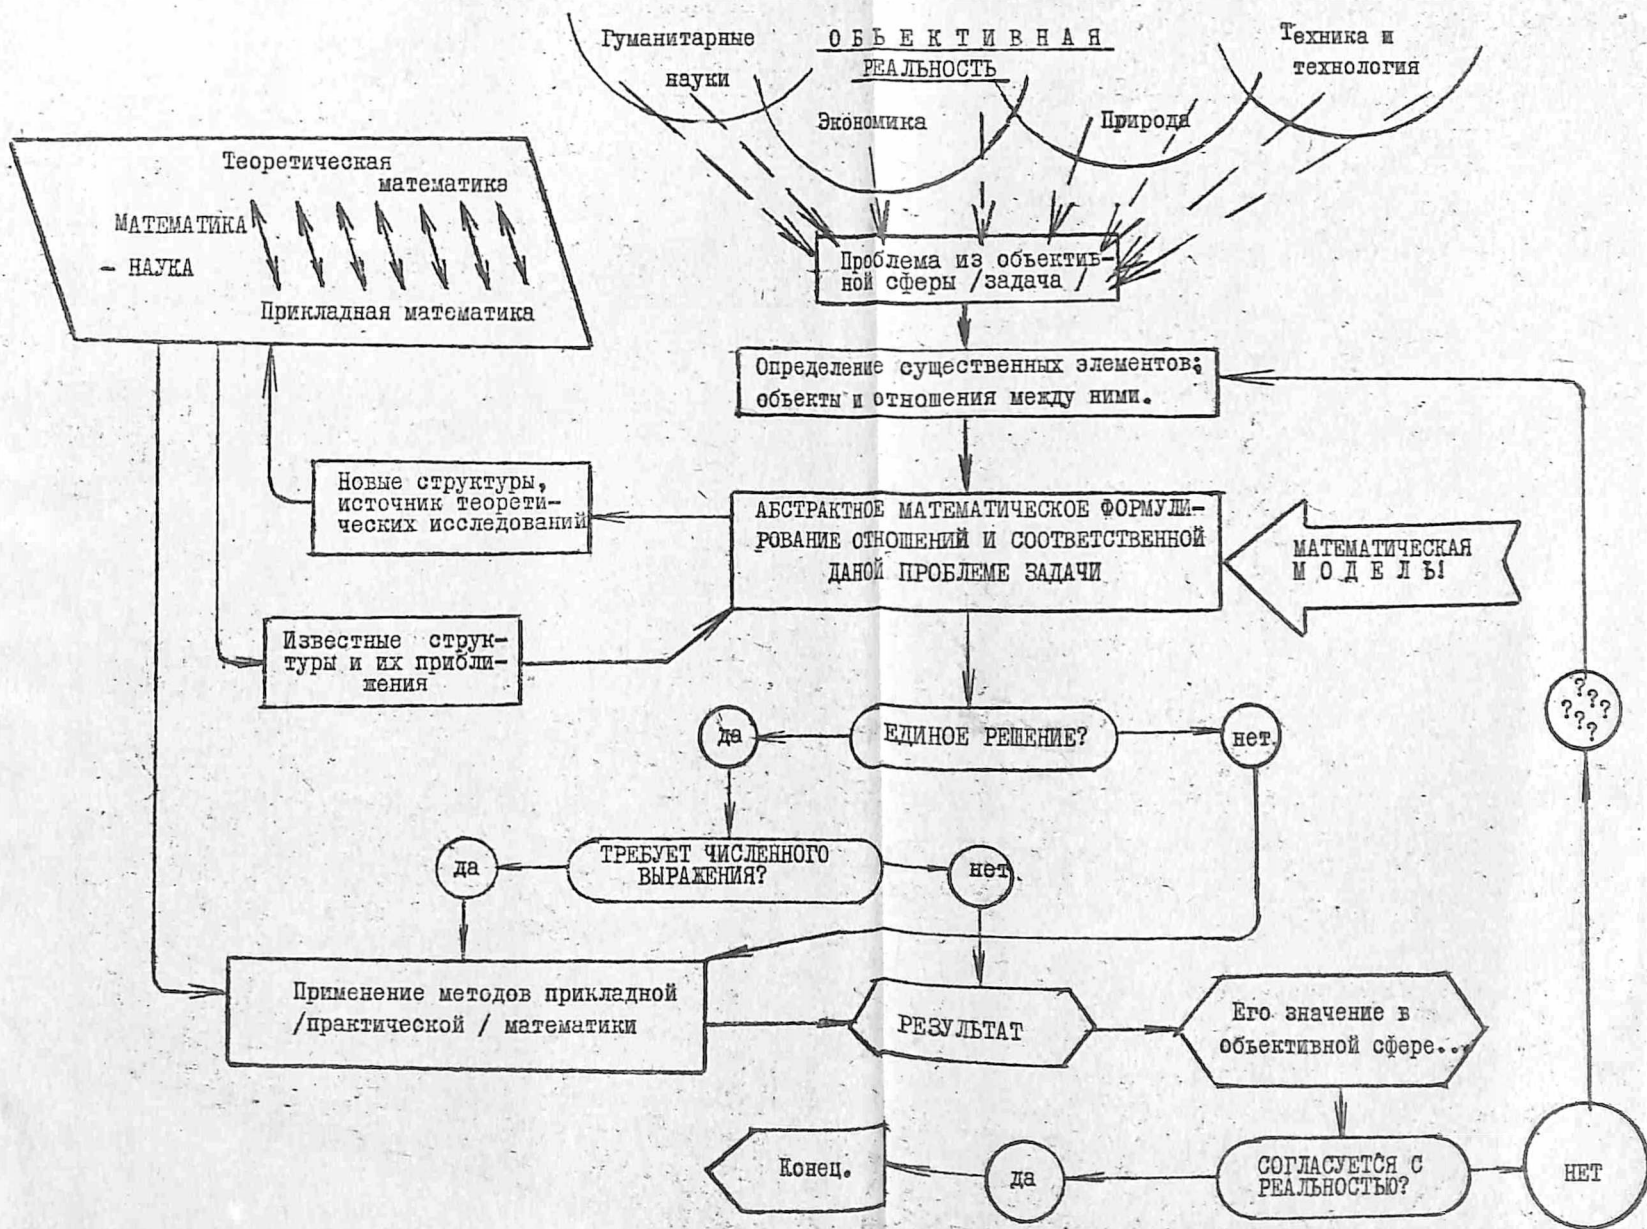 Гуманитарные
науки
ОБЪЕКТИВНАЯ
РЕАЛЬНОСТЬ
Техника и
технология
Экономика
Природа
Теоретическая
математика
МАТЕМАТИКА
- НАУКА
Прикладная математика
Проблема из объектив-
ной сферы /задача /
Определение существенных элементов;
объекты и отношения между ними.
Новые структуры,
источник теорети-
ческих исследований
АБСТРАКТНОЕ МАТЕМАТИЧЕСКОЕ ФОРМУЛИ-
РОВАНИЕ ОТНОШЕНИЙ И СООТВЕТСТВЕННОЙ
ДАНОЙ ПРОБЛЕМЕ ЗАДАЧИ
МАТЕМАТИЧЕСКАЯ
МОДЕЛЬ!
Известные струк-
туры и их прибли-
жения
?????
да
ЕДИНОЕ РЕШЕНИЕ?
нет.
да
ТРЕБУЕТ ЧИСЛЕННОГО
ВЫРАЖЕНИЯ?
нет.
Применение методов прикладной
/практической / математики
РЕЗУЛЬТАТ
Его значение в
объективной сфере...
Конец.
да
СОГЛАСУЕТСЯ С
РЕАЛЬНОСТЬЮ?
НЕТ